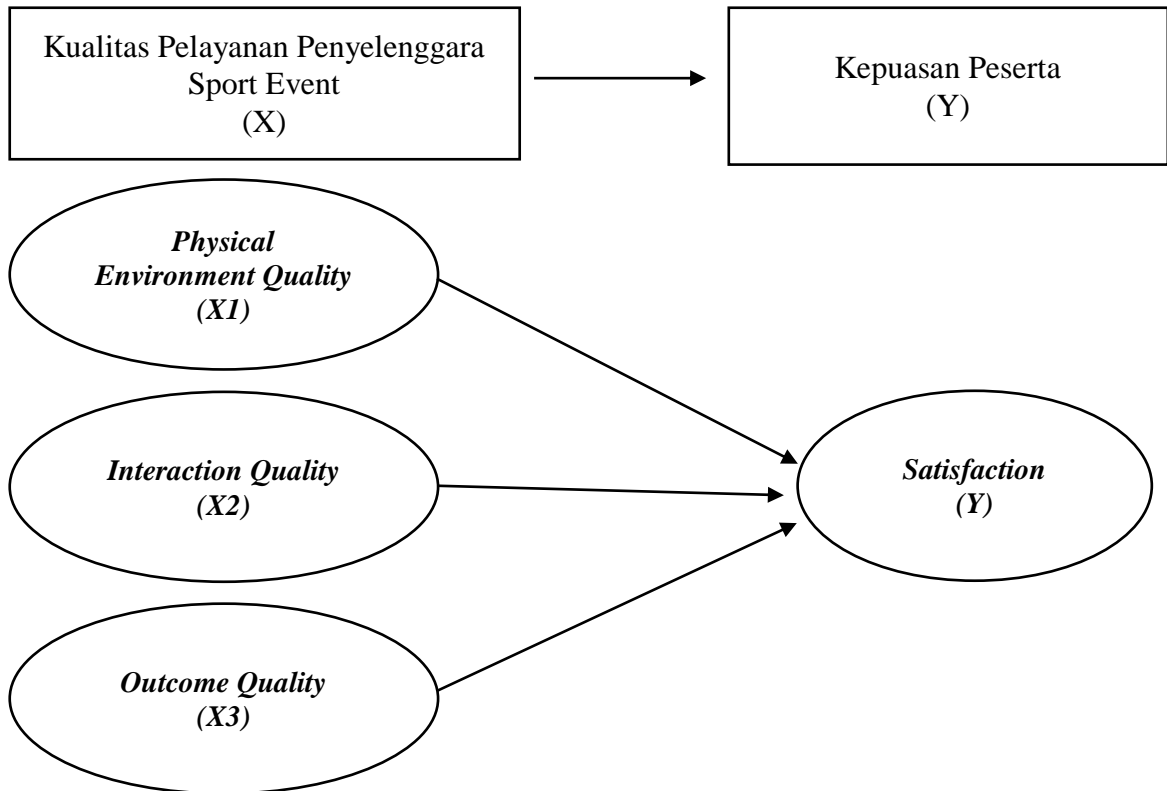 Kualitas Pelayanan Penyelenggara
Sport Event
(X)
Kepuasan Peserta
(Y)
Physical
Environment Quality
(X1)
Interaction Quality
(X2)
Satisfaction
(Y)
Outcome Quality
(X3)